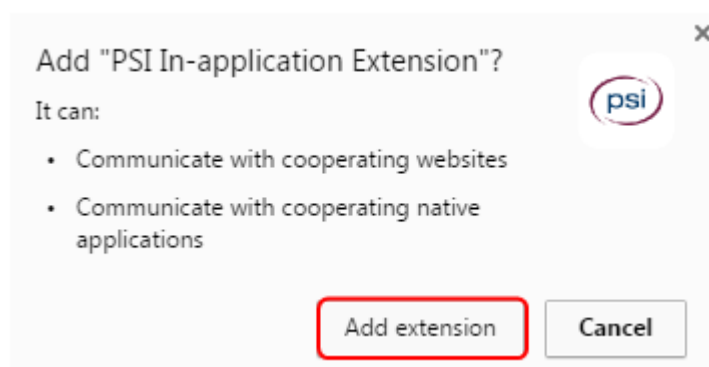 Add "PSI In-application Extension"?
psi
It can:
• Communicate with cooperating websites
• Communicate with cooperating native
applications
Add extension
Cancel